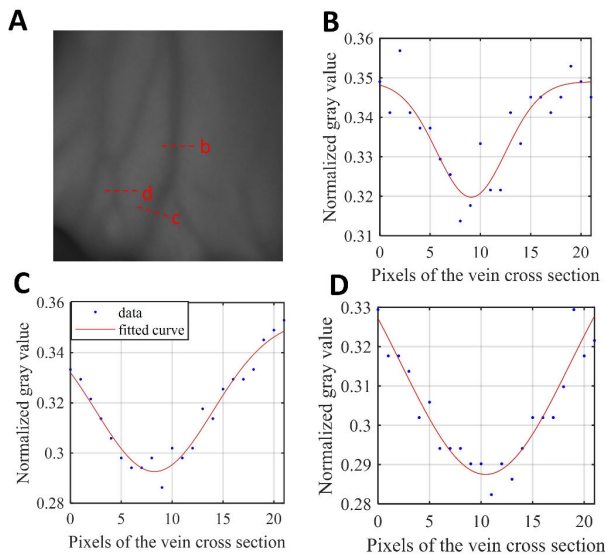 A
b
d
c
B
Normalized gray value
0.36
0.35
0.34
0.33
0.32
0.31
0
5
10
15
20
Pixels of the vein cross section
C
data
fitted curve
Normalized gray value
0.36
0.34
0.32
0.3
0.28
0
5
10
15
20
Pixels of the vein cross section
D
Normalized gray value
0.33
0.32
0.31
0.3
0.29
0.28
0
5
10
15
20
Pixels of the vein cross section